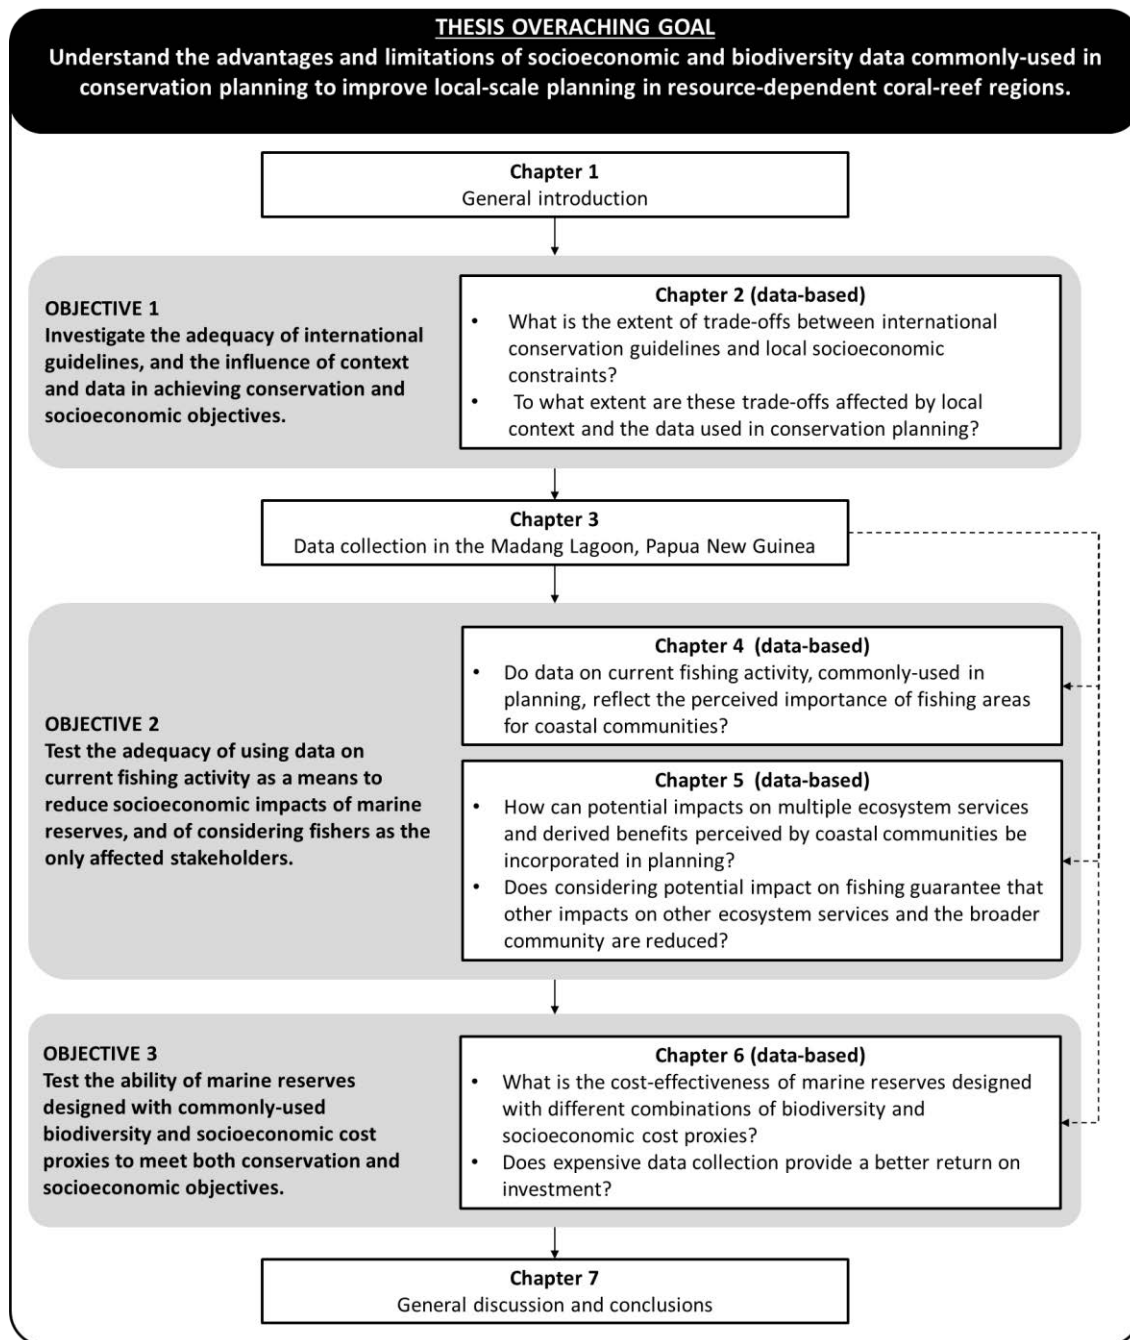 THESIS OVERACHING GOAL
Understand the advantages and limitations of socioeconomic and biodiversity data commonly-used in
conservation planning to improve local-scale planning in resource-dependent coral-reef regions.
Chapter 1
General introduction
OBJECTIVE 1
Investigate the adequacy of international
guidelines, and the influence of context
and data in achieving conservation and
socioeconomic objectives.
Chapter 2 (data-based)
• What is the extent of trade-offs between international
conservation guidelines and local socioeconomic
constraints?
• To what extent are these trade-offs affected by local
context and the data used in conservation planning?
Chapter 3
Data collection in the Madang Lagoon, Papua New Guinea
OBJECTIVE 2
Test the adequacy of using data on
current fishing activity as a means to
reduce socioeconomic impacts of marine
reserves, and of considering fishers as the
only affected stakeholders.
Chapter 4 (data-based)
• Do data on current fishing activity, commonly-used in
planning, reflect the perceived importance of fishing areas
for coastal communities?
Chapter 5 (data-based)
• How can potential impacts on multiple ecosystem services
and derived benefits perceived by coastal communities be
incorporated in planning?
• Does considering potential impact on fishing guarantee that
other impacts on other ecosystem services and the broader
community are reduced?
OBJECTIVE 3
Test the ability of marine reserves
designed with commonly-used
biodiversity and socioeconomic cost
proxies to meet both conservation and
socioeconomic objectives.
Chapter 6 (data-based)
• What is the cost-effectiveness of marine reserves designed
with different combinations of biodiversity and
socioeconomic cost proxies?
• Does expensive data collection provide a better return on
investment?
Chapter 7
General discussion and conclusions